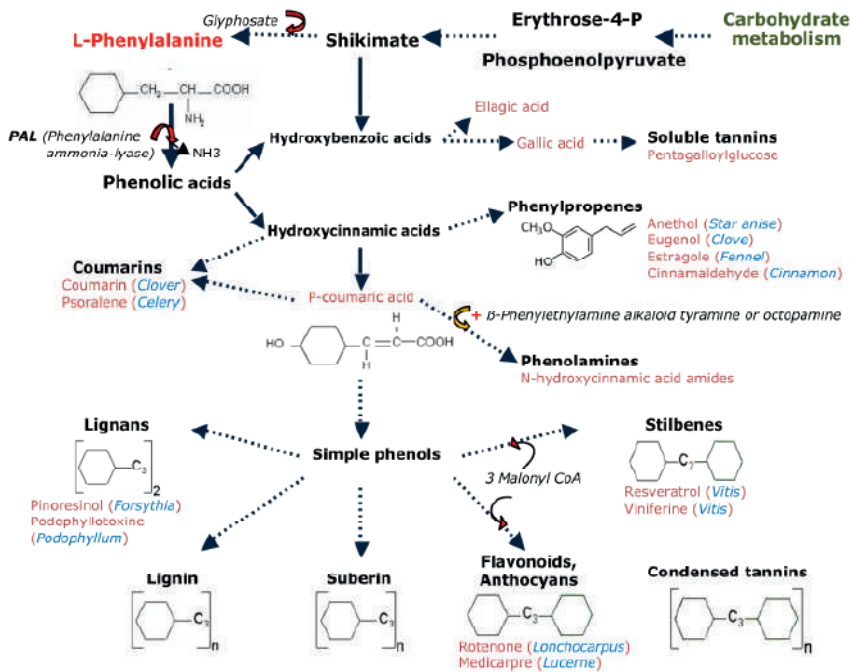 Glyphosate
L-Phenylalanine
Shikimate
Erythrose-4-P
Phosphoenolpyruvate
Carbohydrate
metabolism
CH2
CH
COOH
NH2
PAL (Phenylalanine
ammonia-lyase)
NH3
Phenolic acids
Hydroxybenzoic acids
Ellagic acid
Gallic acid
Soluble tannins
Pentagalloylglucose
Hydroxycinnamic acids
Phenylpropenes
CH3O
HO
Anethol (Star anise)
Eugenol (Clove)
Estragole (Fennel)
Cinnamaldehyde (Cinnamon)
Coumarins
Coumarin (Clover)
Psoralene (Celery)
P-coumaric acid
+ β-Phenylethylamine alkaloid tyramine or octopamine
H
HO
C
C
COOH
H
Phenolamines
N-hydroxycinnamic acid amides
Lignans
C3
2
Pinoresinol (Forsythia)
Podophyllotoxine
(Podophyllum)
Simple phenols
3 Malonyl CoA
Stilbenes
C2
Resveratrol (Vitis)
Viniferine (Vitis)
Lignin
C3
n
Suberin
C3
n
Flavonoids,
Anthocyans
C3
Rotenone (Lonchocarpus)
Medicarpre (Lucerne)
Condensed tannins
C3
n